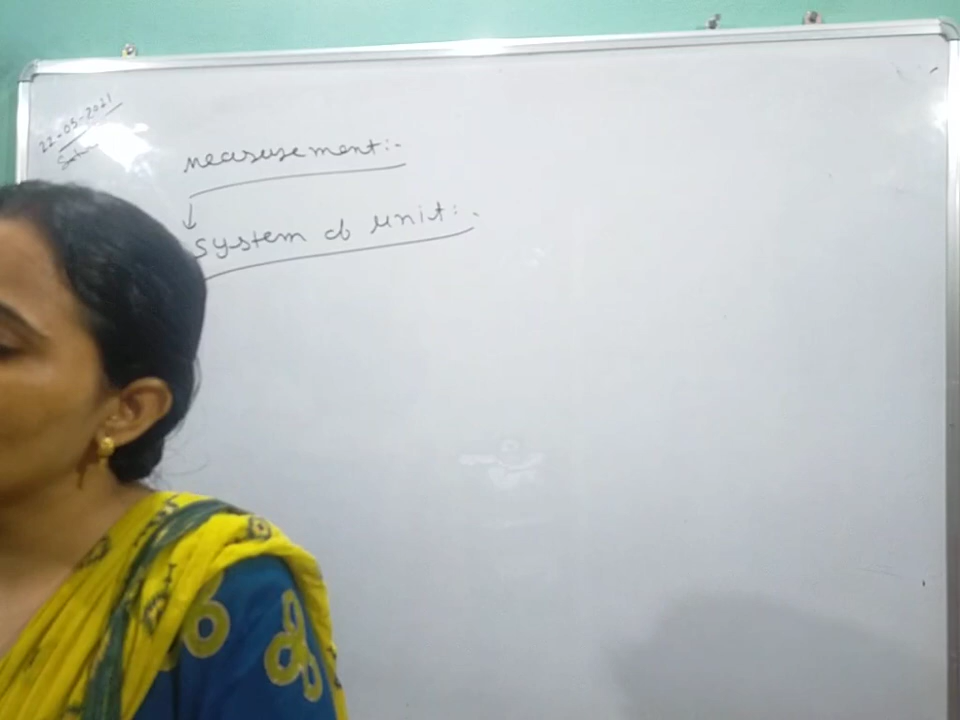 22-05-2021
measurement:-
↓
System of unit:-